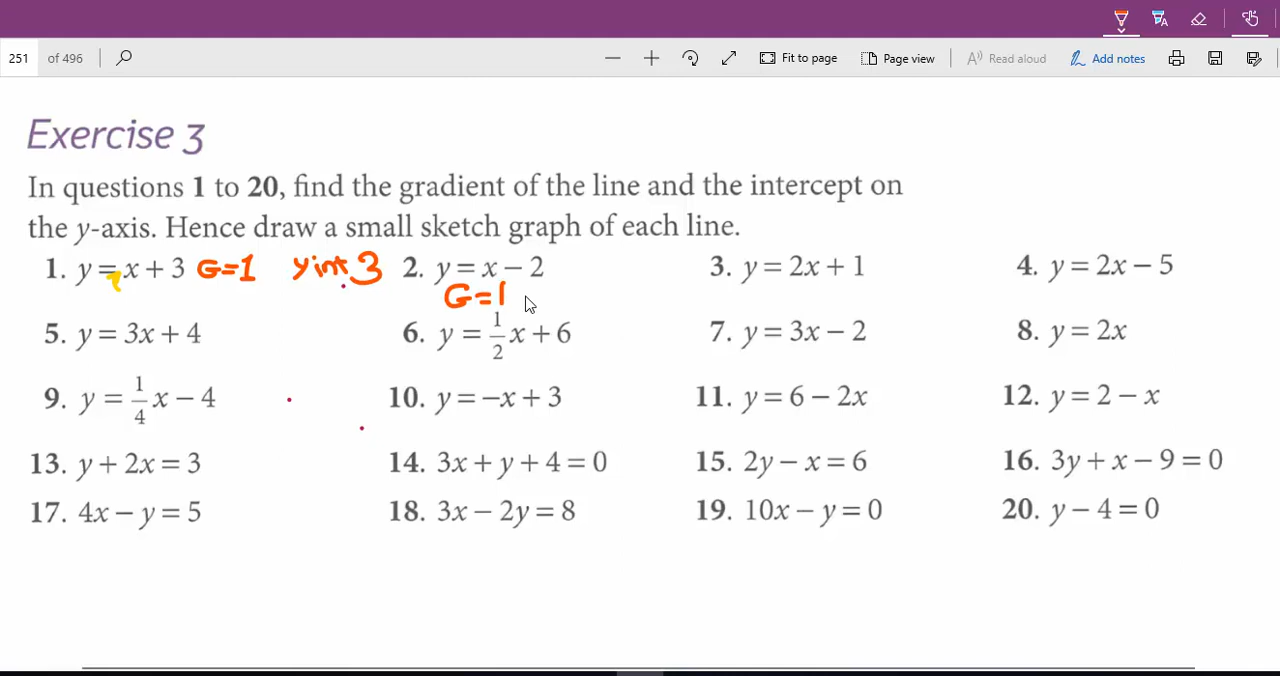 251 of 496 Fit to page Page view Read aloud Add notes
Exercise 3
In questions 1 to 20, find the gradient of the line and the intercept on
the y-axis. Hence draw a small sketch graph of each line.
1. y = x + 3 G=1 yint 3 2. y = x − 2 3. y = 2x + 1 4. y = 2x − 5
G=1
5. y = 3x + 4 6. y = 1/2 x + 6 7. y = 3x − 2 8. y = 2x
9. y = 1/4 x − 4 10. y = −x + 3 11. y = 6 − 2x 12. y = 2 − x
13. y + 2x = 3 14. 3x + y + 4 = 0 15. 2y − x = 6 16. 3y + x − 9 = 0
17. 4x − y = 5 18. 3x − 2y = 8 19. 10x − y = 0 20. y − 4 = 0